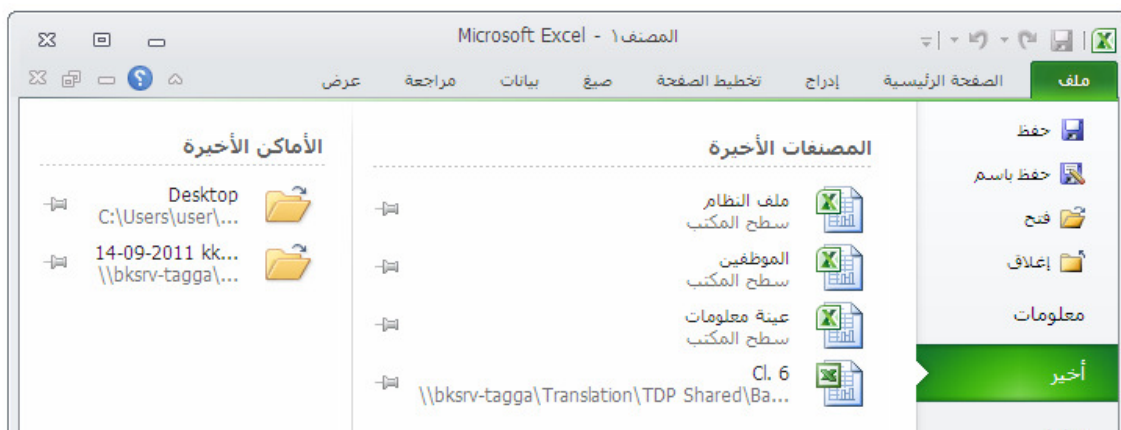 المصنف١ - Microsoft Excel
ملف الصفحة الرئيسية إدراج تخطيط الصفحة صيغ بيانات مراجعة عرض
حفظ
حفظ باسم
فتح
إغلاق
معلومات
أخير
المصنفات الأخيرة
ملف النظام
سطح المكتب
الموظفين
سطح المكتب
عينة معلومات
سطح المكتب
Cl. 6
\\bksrv-tagga\Translation\TDP Shared\Ba...
الأماكن الأخيرة
Desktop
C:\Users\user\...
14-09-2011 kk...
\\bksrv-tagga\...